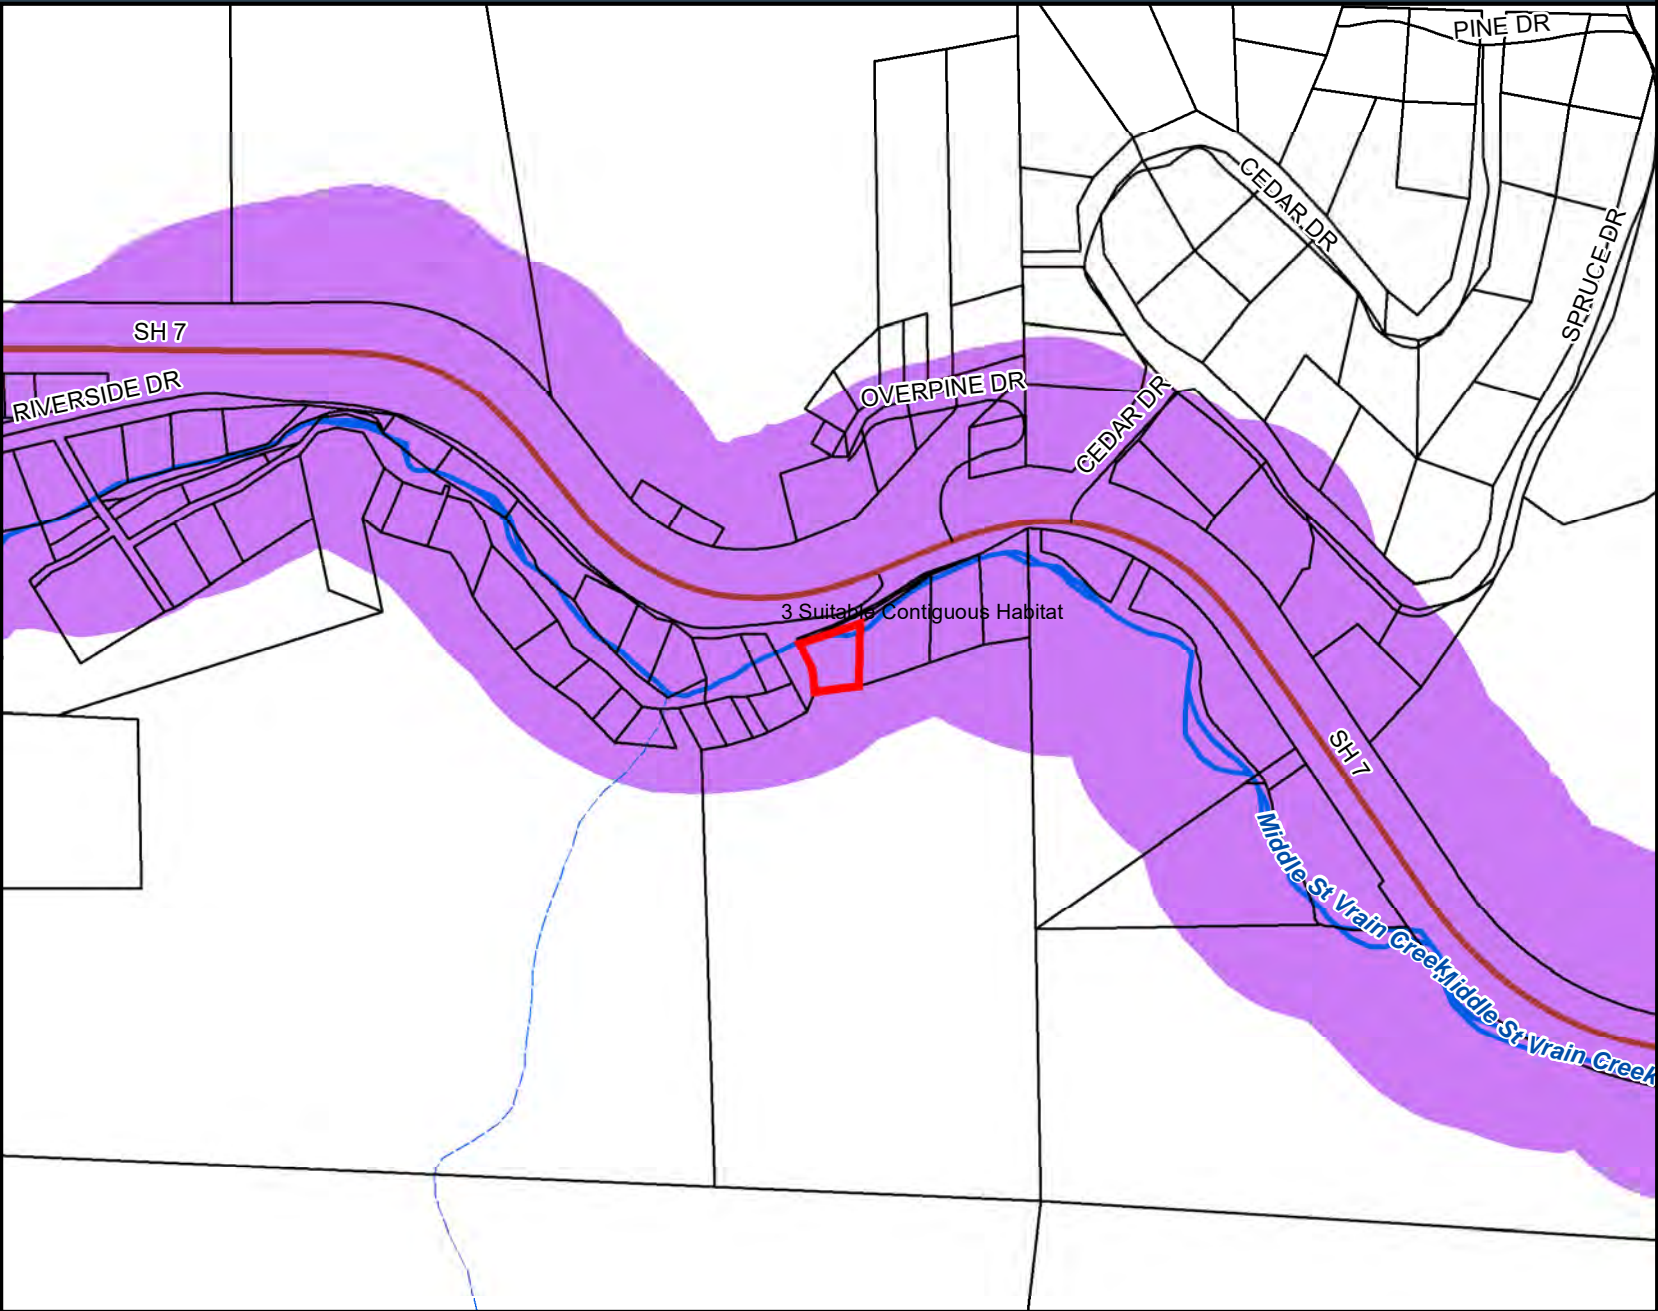 PINE DR
CEDAR DR
SPRUCE DR
SH 7
RIVERSIDE DR
OVERPINE DR
CEDAR DR
3 Suitable Contiguous Habitat
SH 7
Middle St Vrain Creek
Middle St Vrain Creek